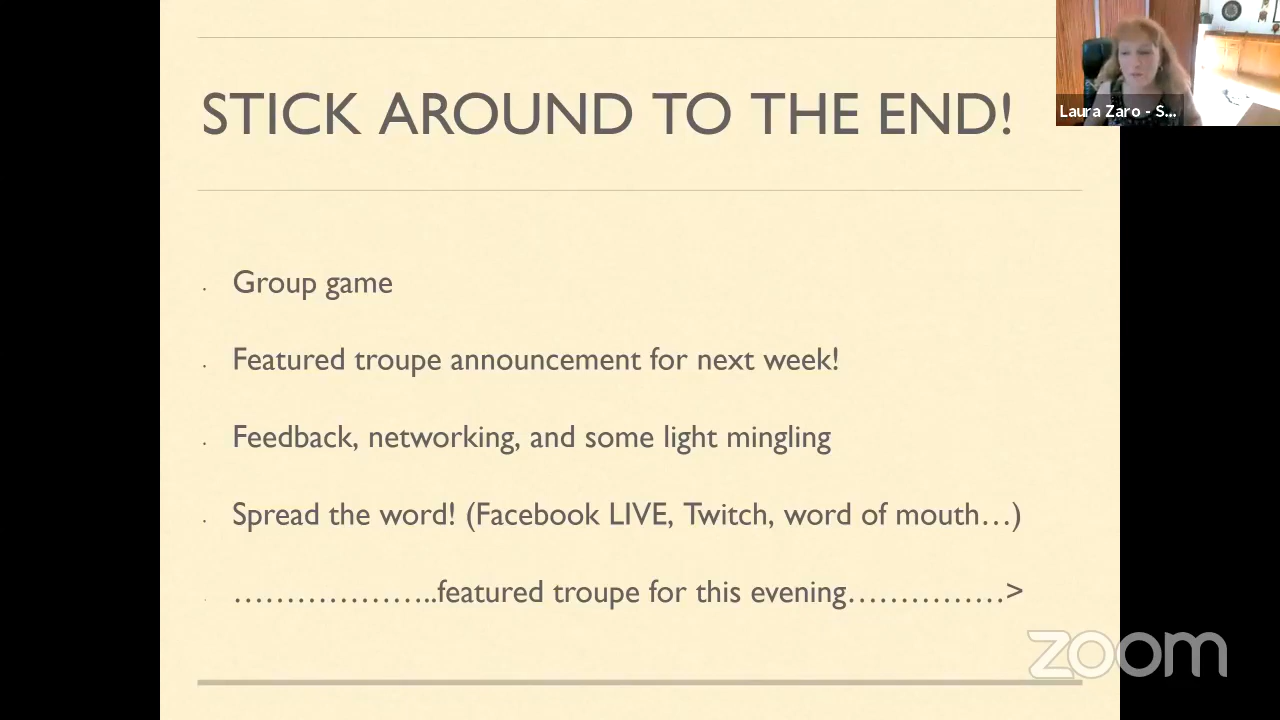 STICK AROUND TO THE END!
Laura Zaro - S...
. Group game
. Featured troupe announcement for next week!
. Feedback, networking, and some light mingling
. Spread the word! (Facebook LIVE, Twitch, word of mouth…)
. ………………..featured troupe for this evening……………>
zoom